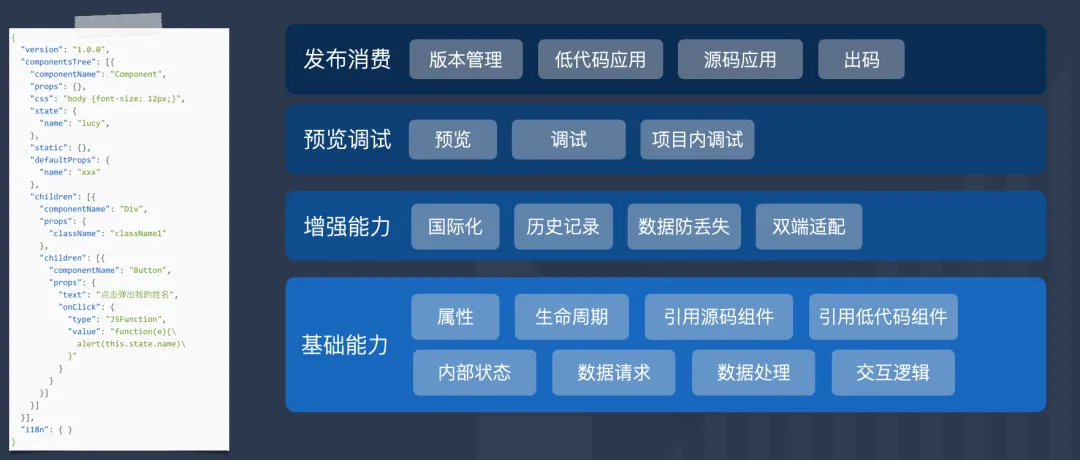 {
"version": "1.0.0",
"componentsTree": [{
"componentName": "Component",
"props": {},
"css": "body {font-size: 12px;}",
"state": {
"name": "lucy",
},
"static": {},
"defaultProps": {
"name": "xxx"
},
"children": [{
"componentName": "Div",
"props": {
"className": "className1"
},
"children": [{
"componentName": "Button",
"props": {
"text": "点击弹出我的姓名",
"onClick": {
"type": "JSFunction",
"value": "function(e){\
alert(this.state.name)\
}"
}
}
}]
}]
}],
"i18n": { }
}
发布消费 版本管理 低代码应用 源码应用 出码
预览调试 预览 调试 项目内调试
增强能力 国际化 历史记录 数据防丢失 双端适配
基础能力
属性 生命周期 引用源码组件 引用低代码组件
内部状态 数据请求 数据处理 交互逻辑